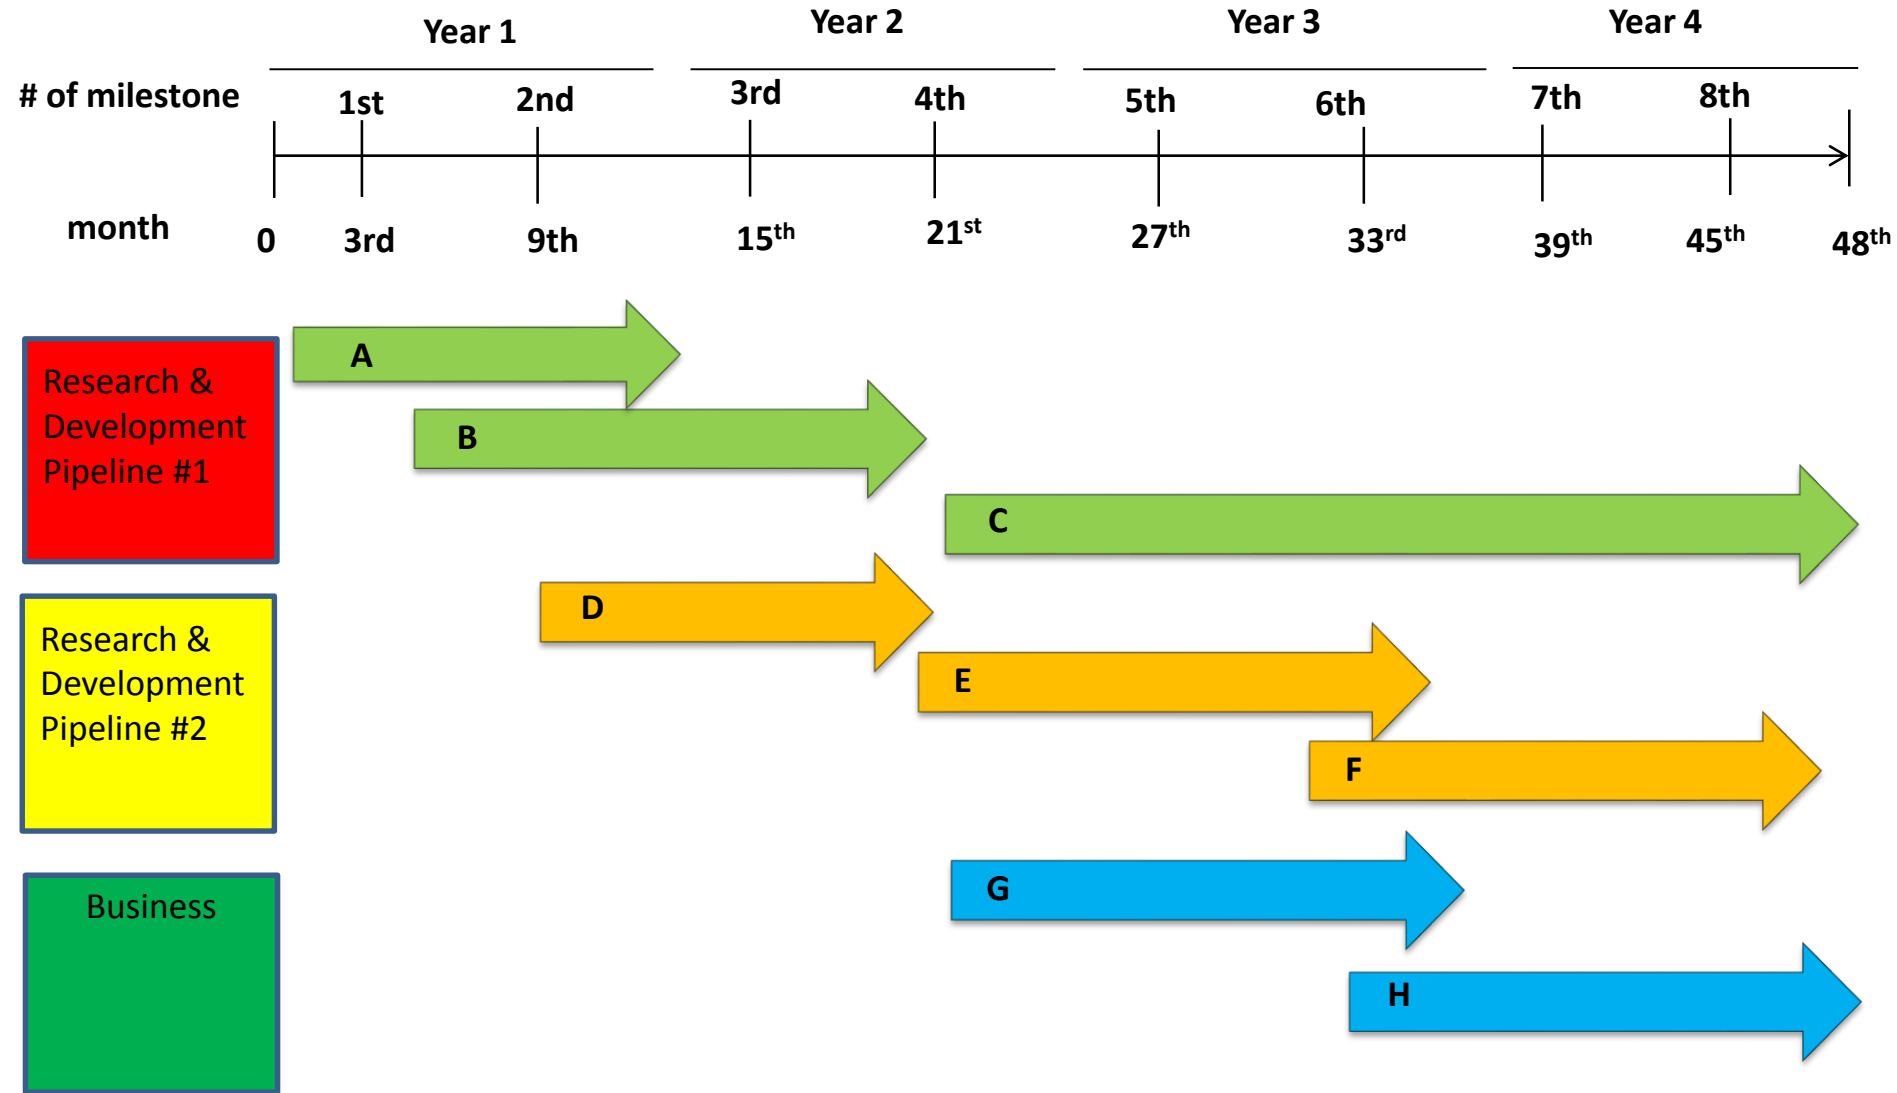 Year 1 Year 2 Year 3 Year 4
# of milestone 1st 2nd 3rd 4th 5th 6th 7th 8th
month 0 3rd 9th 15th 21st 27th 33rd 39th 45th 48th
Research &
Development
Pipeline #1
A
B
C
Research &
Development
Pipeline #2
D
E
F
Business
G
H